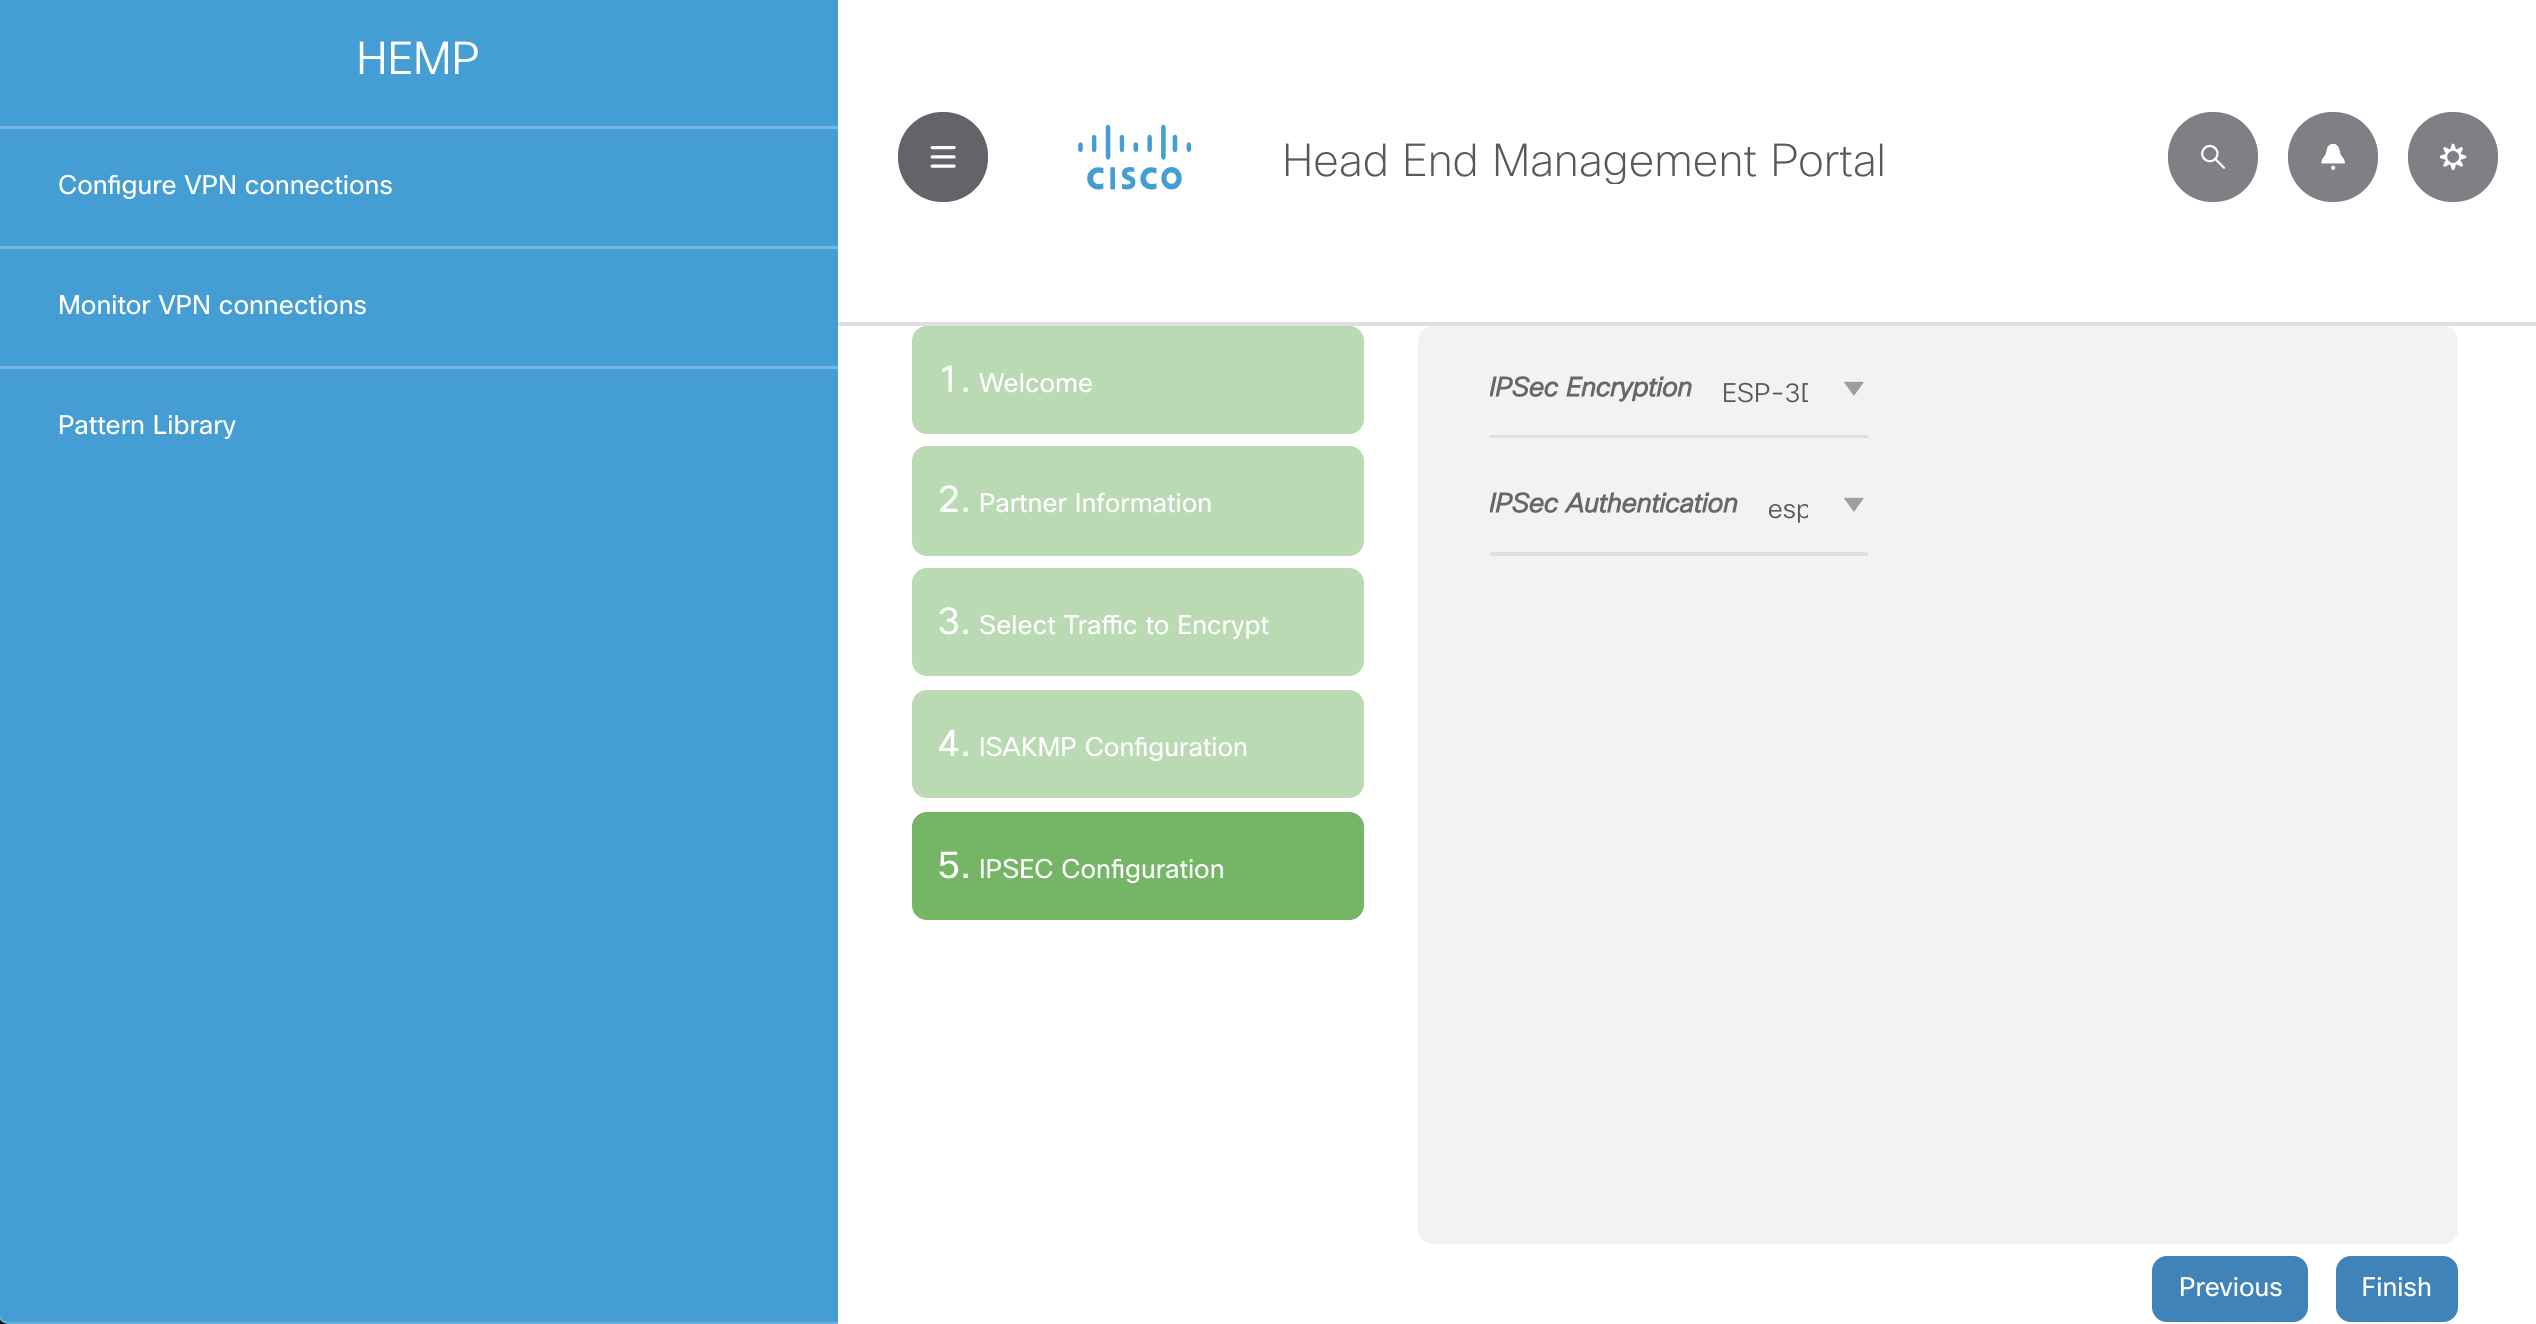 HEMP
Configure VPN connections
Monitor VPN connections
Pattern Library
CISCO
Head End Management Portal
1. Welcome
2. Partner Information
3. Select Traffic to Encrypt
4. ISAKMP Configuration
5. IPSEC Configuration
IPSec Encryption ESP-3D
IPSec Authentication esp
Previous
Finish